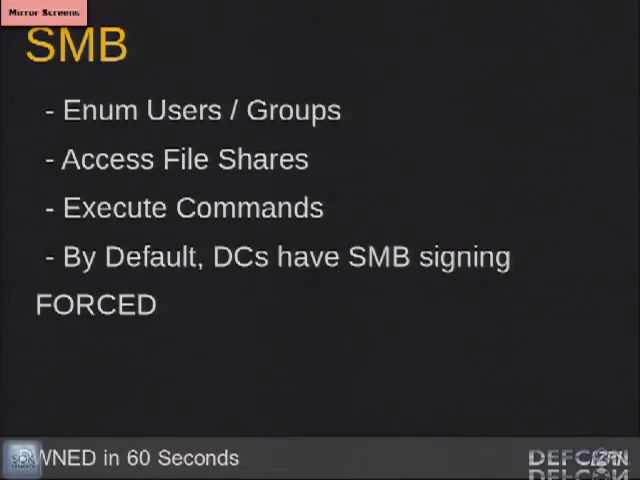 Mirror Screens
SMB
- Enum Users / Groups
- Access File Shares
- Execute Commands
- By Default, DCs have SMB signing
FORCED
WNED in 60 Seconds
DEFCON